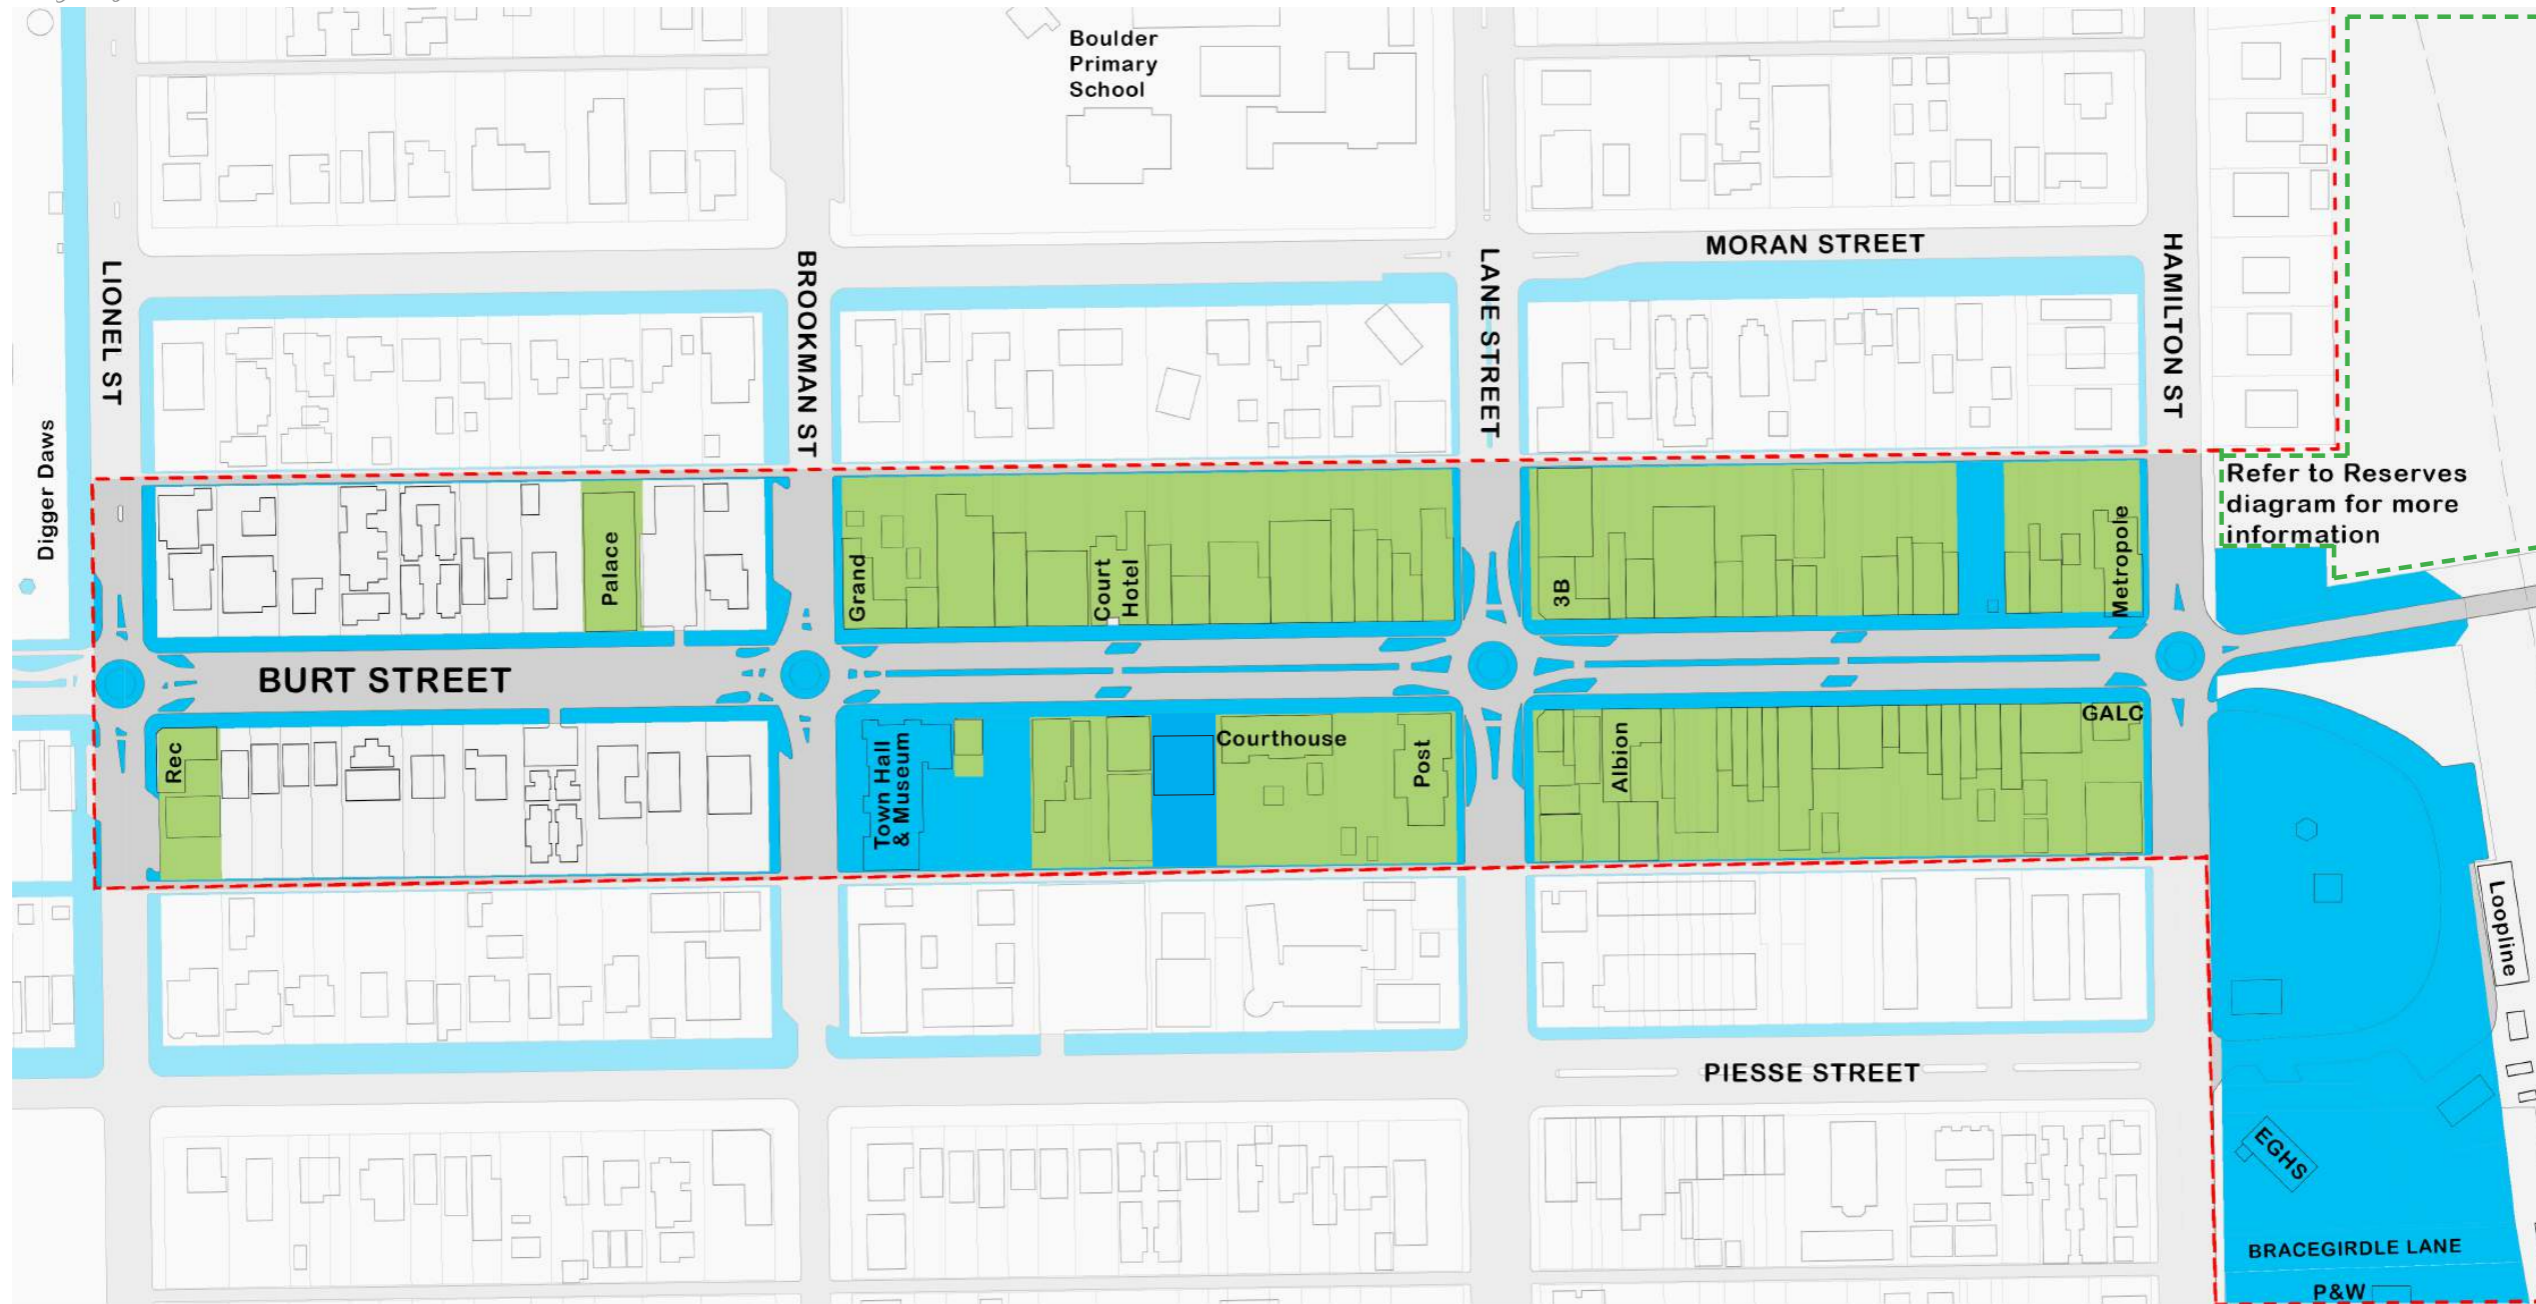 Boulder
Primary
School
MORAN STREET
LIONEL ST
BROOKMAN ST
LANE STREET
HAMILTON ST
Digger Daws
Refer to Reserves
diagram for more
information
Palace
Grand
Court
Hotel
3B
Metropole
BURT STREET
Rec
Town Hall
& Museum
Courthouse
Post
Albion
GALC
Loopline
PIESSE STREET
EGHS
BRACEGIRDLE LANE
P&W